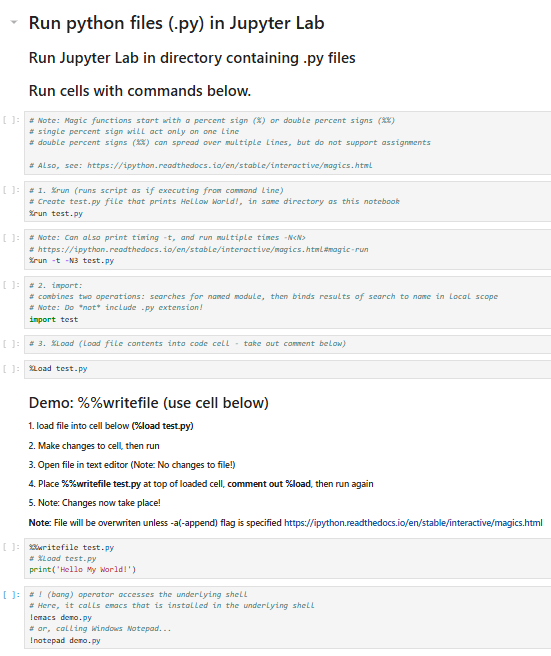 Run python files (.py) in Jupyter Lab
Run Jupyter Lab in directory containing .py files
Run cells with commands below.
[ ]: # Note: Magic functions start with a percent sign (%) or double percent signs (%%)
# single percent sign will act only on one line
# double percent signs (%%) can spread over multiple lines, but do not support assignments
# Also, see: https://ipython.readthedocs.io/en/stable/interactive/magics.html
[ ]: # 1. %run (runs script as if executing from command line)
# Create test.py file that prints Hellow World!, in same directory as this notebook
%run test.py
[ ]: # Note: Can also print timing -t, and run multiple times -N<N>
# https://ipython.readthedocs.io/en/stable/interactive/magics.html#magic-run
%run -t -N3 test.py
[ ]: # 2. import:
# combines two operations: searches for named module, then binds results of search to name in local scope
# Note: Do *not* include .py extension!
import test
[ ]: # 3. %load (load file contents into code cell - take out comment below)
[ ]: %load test.py
Demo: %%writefile (use cell below)
1. load file into cell below (%load test.py)
2. Make changes to cell, then run
3. Open file in text editor (Note: No changes to file!)
4. Place %%writefile test.py at top of loaded cell, comment out %load, then run again
5. Note: Changes now take place!
Note: File will be overwriten unless -a(-append) flag is specified https://ipython.readthedocs.io/en/stable/interactive/magics.html
[ ]: %%writefile test.py
# %load test.py
print('Hello My World!')
[ ]: # ! (bang) operator accesses the underlying shell
# Here, it calls emacs that is installed in the underlying shell
!emacs demo.py
# or, calling Windows Notepad...
!notepad demo.py